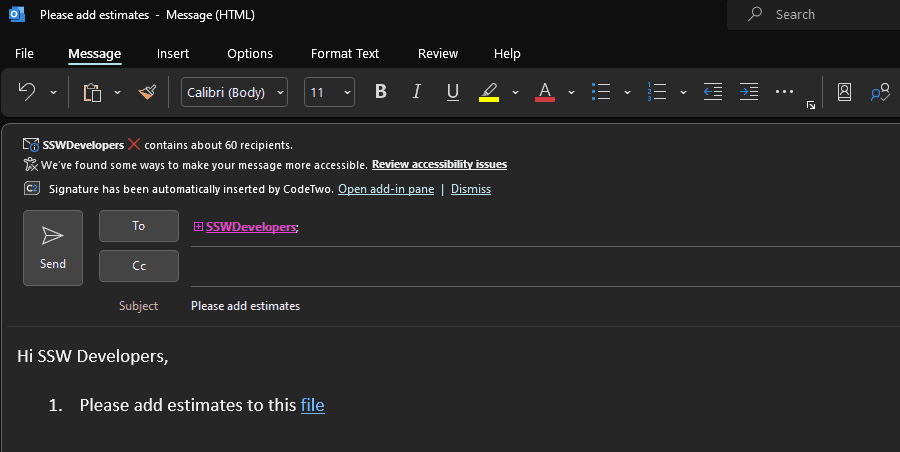 Please add estimates - Message (HTML)
Search
File Message Insert Options Format Text Review Help
Calibri (Body) 11 B I U A
SSWDevelopers contains about 60 recipients.
We've found some ways to make your message more accessible. Review accessibility issues
Signature has been automatically inserted by CodeTwo. Open add-in pane | Dismiss
Send
To
SSWDevelopers;
Cc
Subject
Please add estimates
Hi SSW Developers,
1. Please add estimates to this file